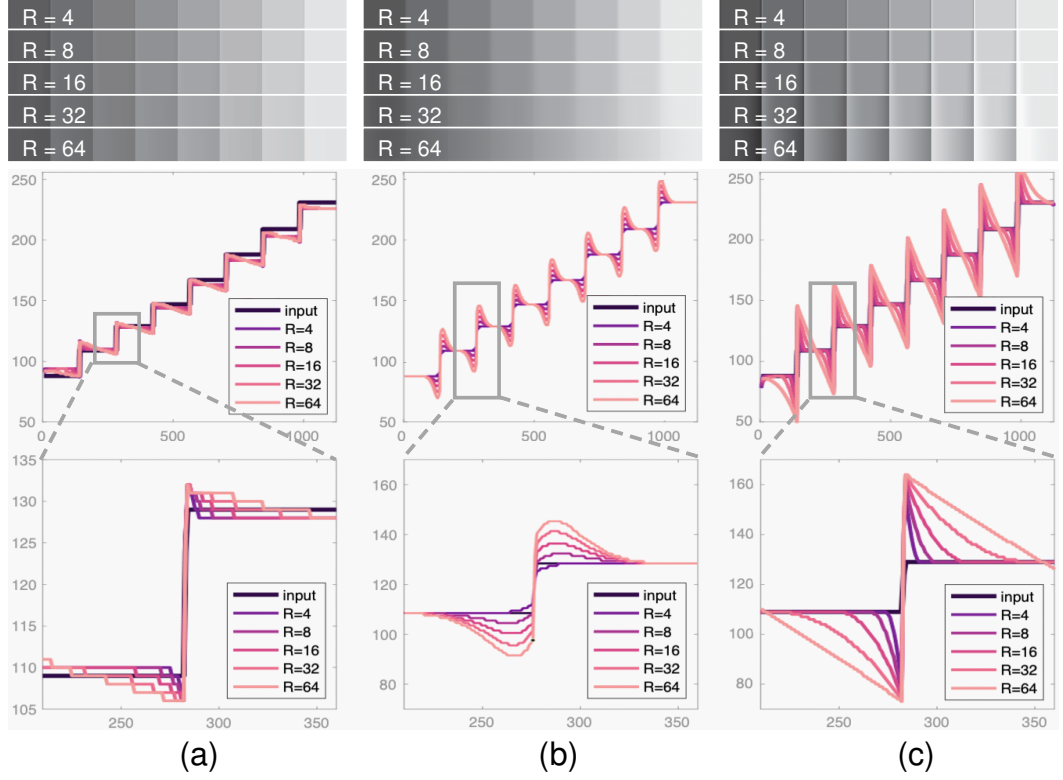 R = 4
R = 8
R = 16
R = 32
R = 64
R = 4
R = 8
R = 16
R = 32
R = 64
R = 4
R = 8
R = 16
R = 32
R = 64
250
200
150
100
50
0 500 1000
input
R=4
R=8
R=16
R=32
R=64
250
200
150
100
50
0 500 1000
input
R=4
R=8
R=16
R=32
R=64
250
200
150
100
50
0 500 1000
input
R=4
R=8
R=16
R=32
R=64
135
130
125
120
115
110
105
250 300 350
input
R=4
R=8
R=16
R=32
R=64
160
140
120
100
80
250 300 350
input
R=4
R=8
R=16
R=32
R=64
160
140
120
100
80
250 300 350
input
R=4
R=8
R=16
R=32
R=64
(a) (b) (c)